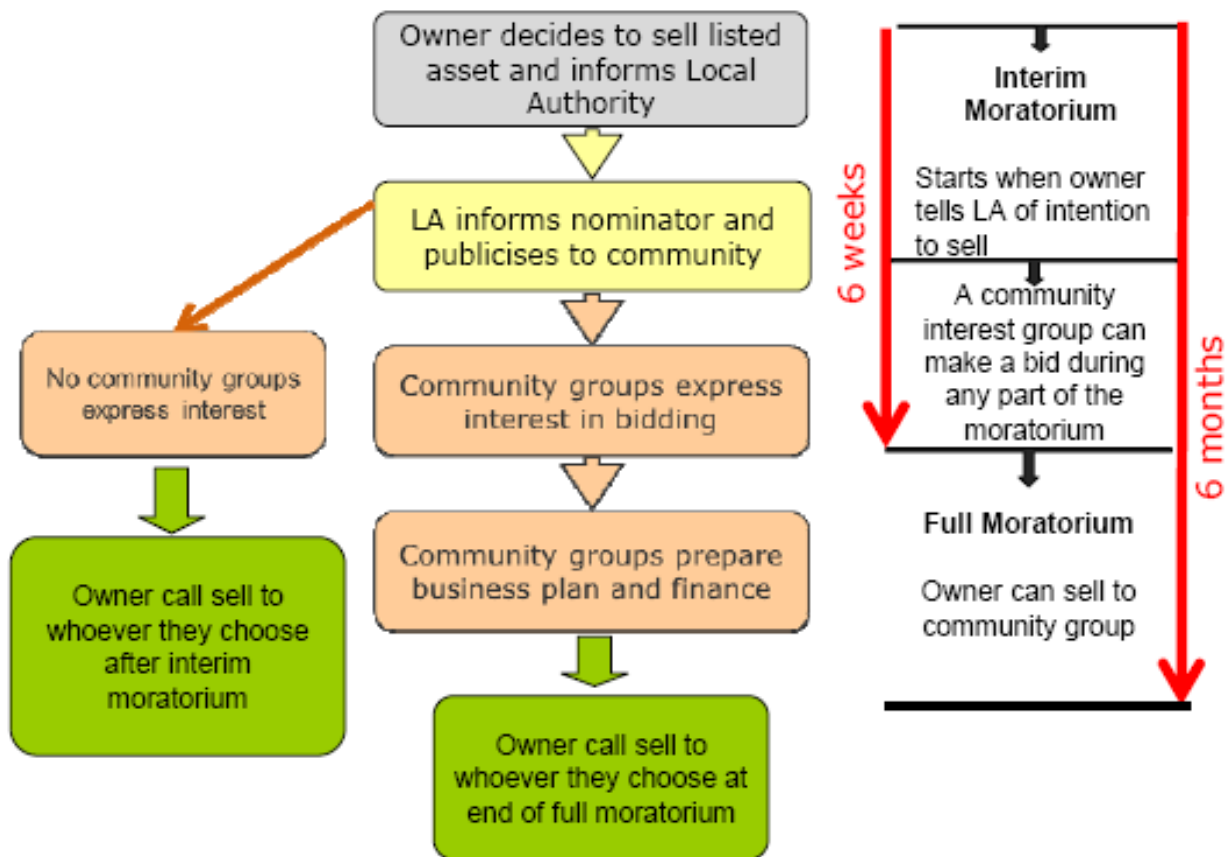 Owner decides to sell listed
asset and informs Local
Authority
LA informs nominator and
publicises to community
No community groups
express interest
Community groups express
interest in bidding
Community groups prepare
business plan and finance
Owner call sell to
whoever they choose
after interim
moratorium
Owner call sell to
whoever they choose at
end of full moratorium
6 weeks
Interim
Moratorium
Starts when owner
tells LA of intention
to sell
A community
interest group can
make a bid during
any part of the
moratorium
Full Moratorium
Owner can sell to
community group
6 months